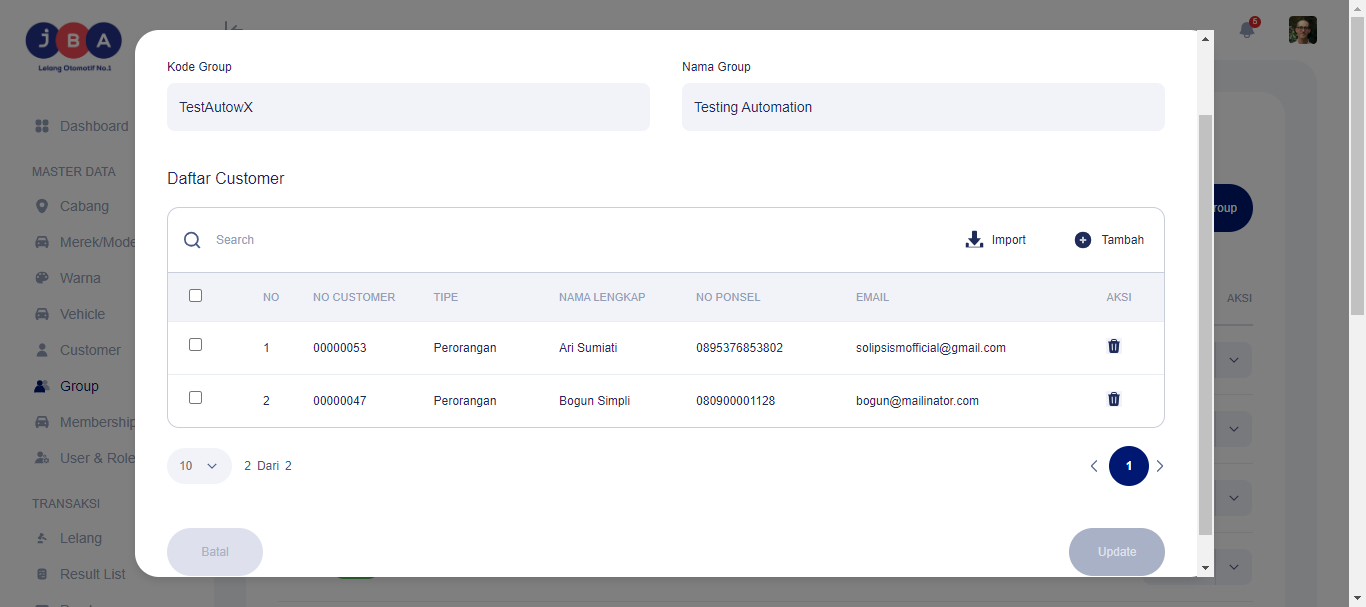 JBA
Lelang Otomotif No.1
5
Dashboard
MASTER DATA
Cabang
Merek/Mode
Warna
Vehicle
Customer
Group
Membership
User & Role
TRANSAKSI
Lelang
Result List
Kode Group
Nama Group
TestAutowX
Testing Automation
Daftar Customer
Search
Import
Tambah
NO NO CUSTOMER TIPE NAMA LENGKAP NO PONSEL EMAIL AKSI
1 00000053 Perorangan Ari Sumiati 0895376853802 solipsismofficial@gmail.com
2 00000047 Perorangan Bogun Simpli 080900001128 bogun@mailinator.com
10
2 Dari 2
1
Batal
Update
roup
AKSI